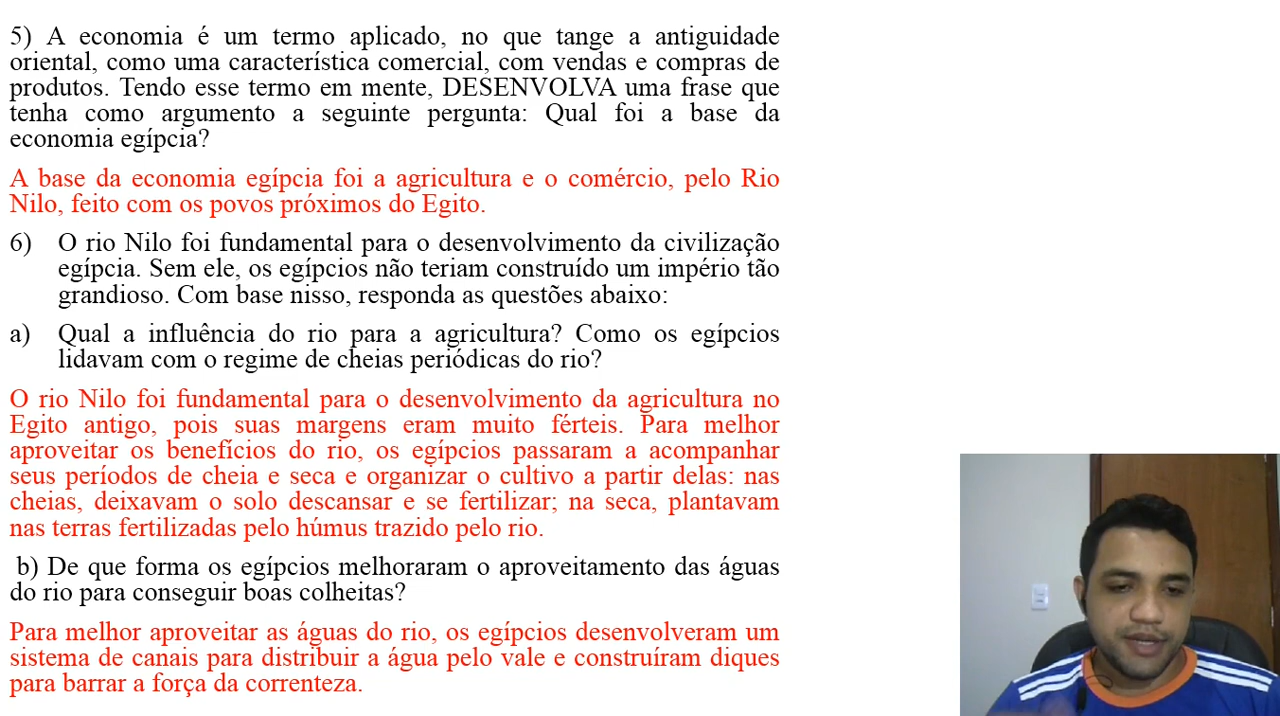 5) A economia é um termo aplicado, no que tange a antiguidade
oriental, como uma característica comercial, com vendas e compras de
produtos. Tendo esse termo em mente, DESENVOLVA uma frase que
tenha como argumento a seguinte pergunta: Qual foi a base da
economia egípcia?
A base da economia egípcia foi a agricultura e o comércio, pelo Rio
Nilo, feito com os povos próximos do Egito.
6) O rio Nilo foi fundamental para o desenvolvimento da civilização
egípcia. Sem ele, os egípcios não teriam construído um império tão
grandioso. Com base nisso, responda as questões abaixo:
a) Qual a influência do rio para a agricultura? Como os egípcios
lidavam com o regime de cheias periódicas do rio?
O rio Nilo foi fundamental para o desenvolvimento da agricultura no
Egito antigo, pois suas margens eram muito férteis. Para melhor
aproveitar os benefícios do rio, os egípcios passaram a acompanhar
seus períodos de cheia e seca e organizar o cultivo a partir delas: nas
cheias, deixavam o solo descansar e se fertilizar; na seca, plantavam
nas terras fertilizadas pelo húmus trazido pelo rio.
b) De que forma os egípcios melhoraram o aproveitamento das águas
do rio para conseguir boas colheitas?
Para melhor aproveitar as águas do rio, os egípcios desenvolveram um
sistema de canais para distribuir a água pelo vale e construíram diques
para barrar a força da correnteza.